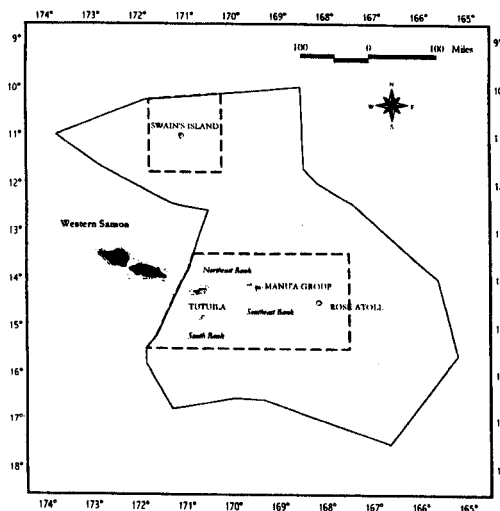 174° 173° 172° 171° 170° 169° 168° 167° 166° 165°
9°
100 0 100 Miles
10°
N
W E
S
SWAIN'S ISLAND
11°
12°
Western Samoa
13°
Northeast Bank
14°
MANU'A GROUP
TUTUILA
ROSE ATOLL
Southeast Bank
15°
South Bank
16°
17°
18°
174° 173° 172° 171° 170° 169° 168° 167° 166° 165°